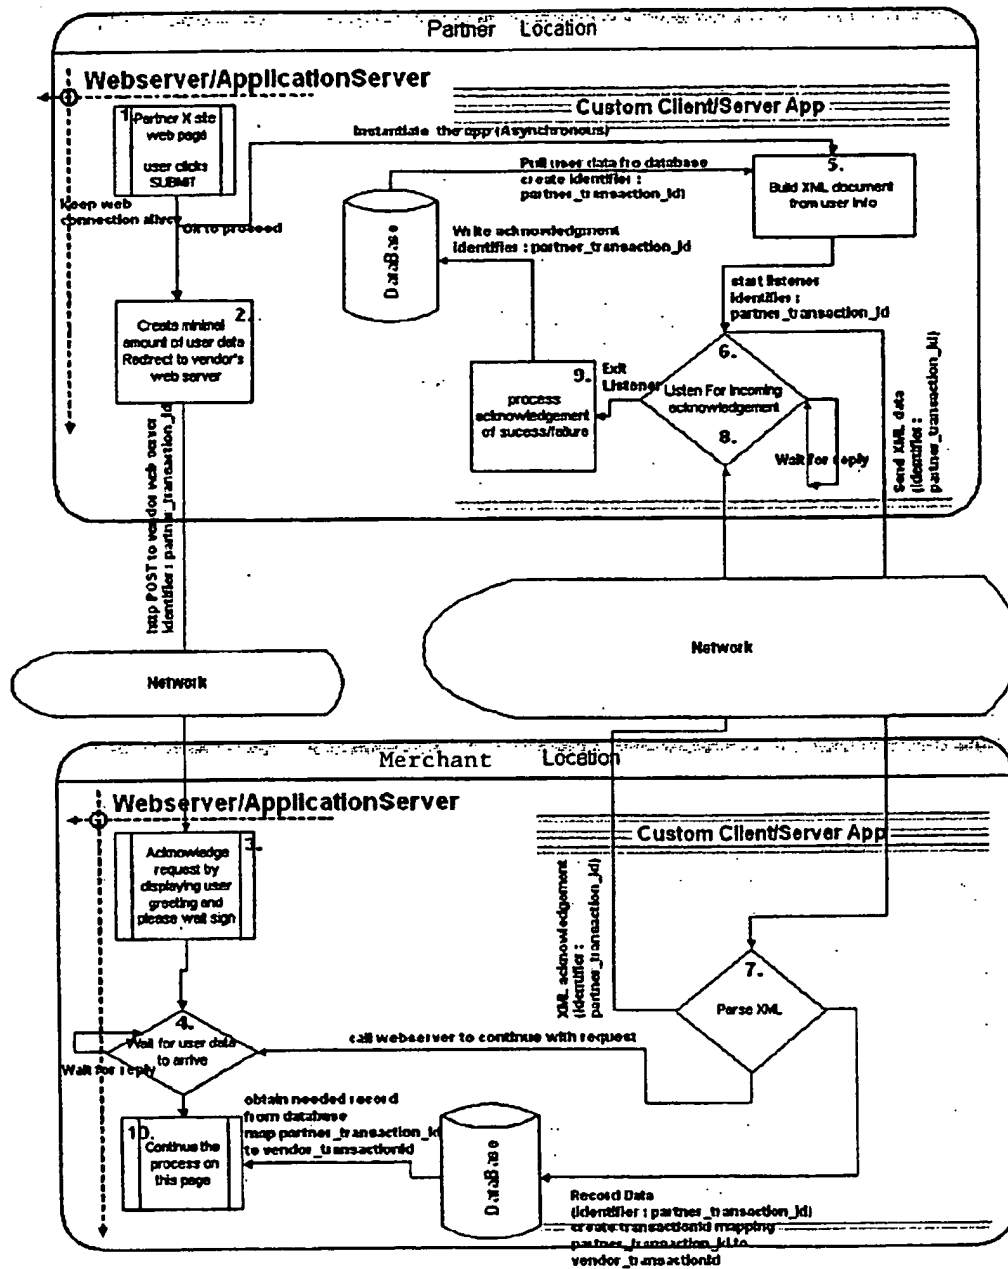 Partner Location
Webserver/ApplicationServer
Custom Client/Server App
1.
Partner X site
web page
user clicks
SUBMIT
Instantiate the app (Asynchronous)
Keep web
connection alive
Ok to proceed
Pull user data fro database
create identifier :
partner_transaction_id)
5.
Build XML document
from user info
DataBase
Write acknowledgment
identifier : partner_transaction_id
start listener
identifier :
partner_transaction_id
2.
Create minimal
amount of user data
Redirect to vendor's
web server
9.
process
acknowledgement
of sucess/failure
Exit
Listener
6.
Listen For Incoming
acknowledgement
8.
Wait for reply
Send XML data
(identifier :
partner_transaction_id)
http POST to vendor web server
identifier : partner_transaction_id
Network
Network
Merchant Location
Webserver/ApplicationServer
Custom Client/Server App
3.
Acknowledge
request by
displaying user
greeting and
please wait sign
XML acknowledgement
(identifier :
partner_transaction_id)
7.
Parse XML
4.
Wait for user data
to arrive
Wait for reply
call webserver to continue with request
10.
Continue the
process on
this page
obtain needed record
from database
map partner_transaction_id
to vendor_transactionid
DataBase
Record Data
(identifier : partner_transaction_id)
create transactionid mapping
partner_transaction_id to
vendor_transactionid